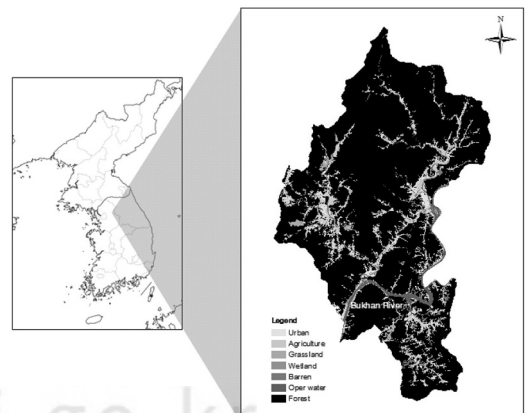 N
Bukhan River
Legend
Urban
Agriculture
Grassland
Wetland
Barren
Oper water
Forest